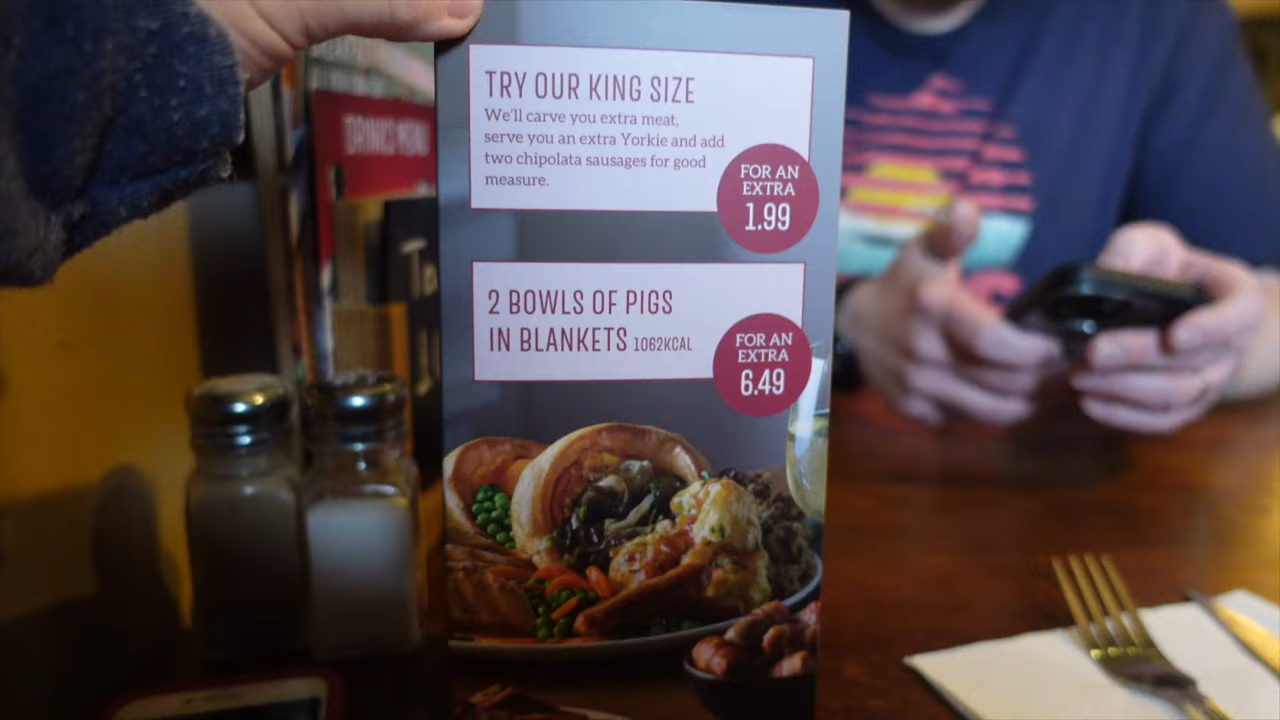 TRY OUR KING SIZE
We'll carve you extra meat,
serve you an extra Yorkie and add
two chipolata sausages for good
measure.
FOR AN
EXTRA
1.99
2 BOWLS OF PIGS
IN BLANKETS 1062KCAL
FOR AN
EXTRA
6.49
DRINKS MENU